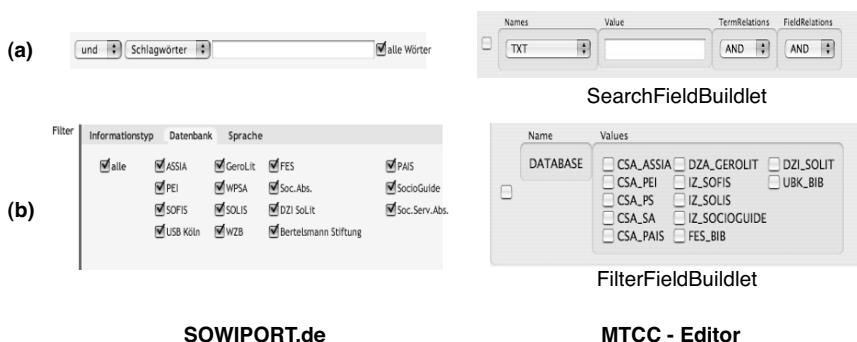 (a)
und Schlagwörter alle Wörter
Names Value TermRelations FieldRelations
TXT AND AND
SearchFieldBuildlet
(b)
Filter Informationstyp Datenbank Sprache
alle ASSIA GeroLit FES PAIS
PEI WPSA Soc.Abs. SocioGuide
SOFIS SOLIS DZI SoLit Soc.Serv.Abs.
USB Köln WZB Bertelsmann Stiftung
Name Values
DATABASE CSA_ASSIA DZA_GEROLIT DZI_SOLIT
CSA_PEI IZ_SOFIS UBK_BIB
CSA_PS IZ_SOLIS
CSA_SA IZ_SOCIOGUIDE
CSA_PAIS FES_BIB
FilterFieldBuildlet
SOWIPORT.de MTCC - Editor